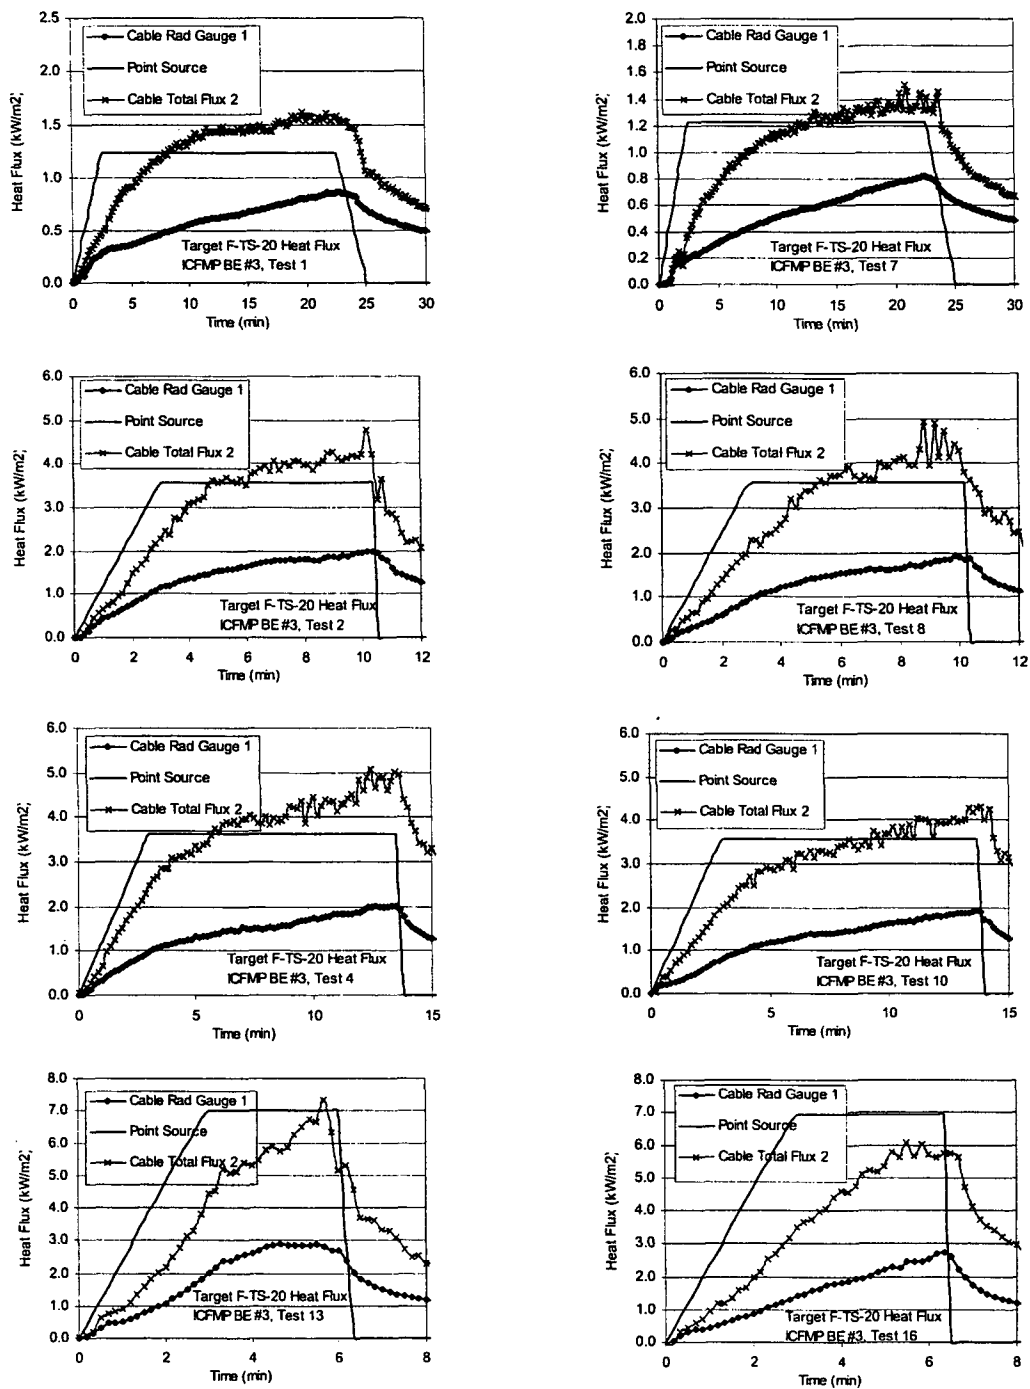 2.5
2.0
1.5
1.0
0.5
0.0
Heat Flux (kW/m2;
Cable Rad Gauge 1
Point Source
Cable Total Flux 2
Target F-TS-20 Heat Flux
ICFMP BE #3, Test 1
0 5 10 15 20 25 30
Time (min)
2.0
1.8
1.6
1.4
1.2
1.0
0.8
0.6
0.4
0.2
0.0
Heat Flux (kW/m2;
Cable Rad Gauge 1
Point Source
Cable Total Flux 2
Target F-TS-20 Heat Flux
ICFMP BE #3, Test 7
0 5 10 15 20 25 30
Time (min)
6.0
5.0
4.0
3.0
2.0
1.0
0.0
Heat Flux (kW/m2;
Cable Rad Gauge 1
Point Source
Cable Total Flux 2
Target F-TS-20 Heat Flux
ICFMP BE #3, Test 2
0 2 4 6 8 10 12
Time (min)
6.0
5.0
4.0
3.0
2.0
1.0
0.0
Heat Flux (kW/m2;
Cable Rad Gauge 1
Point Source
Cable Total Flux 2
Target F-TS-20 Heat Flux
ICFMP BE #3, Test 8
0 2 4 6 8 10 12
Time (min)
6.0
5.0
4.0
3.0
2.0
1.0
0.0
Heat Flux (kW/m2;
Cable Rad Gauge 1
Point Source
Cable Total Flux 2
Target F-TS-20 Heat Flux
ICFMP BE #3, Test 4
0 5 10 15
Time (min)
6.0
5.0
4.0
3.0
2.0
1.0
0.0
Heat Flux (kW/m2;
Cable Rad Gauge 1
Point Source
Cable Total Flux 2
Target F-TS-20 Heat Flux
ICFMP BE #3, Test 10
0 5 10 15
Time (min)
8.0
7.0
6.0
5.0
4.0
3.0
2.0
1.0
0.0
Heat Flux (kW/m2;
Cable Rad Gauge 1
Point Source
Cable Total Flux 2
Target F-TS-20 Heat Flux
ICFMP BE #3, Test 13
0 2 4 6 8
Time (min)
8.0
7.0
6.0
5.0
4.0
3.0
2.0
1.0
0.0
Heat Flux (kW/m2;
Cable Rad Gauge 1
Point Source
Cable Total Flux 2
Target F-TS-20 Heat Flux
ICFMP BE #3, Test 16
0 2 4 6 8
Time (min)